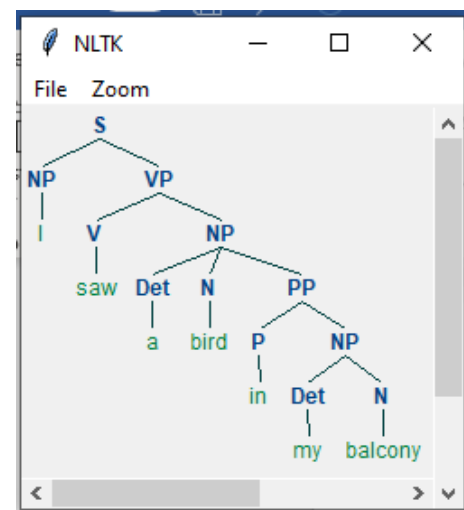 NLTK
File Zoom
S
NP VP
I V NP
saw Det N PP
a bird P NP
in Det N
my balcony